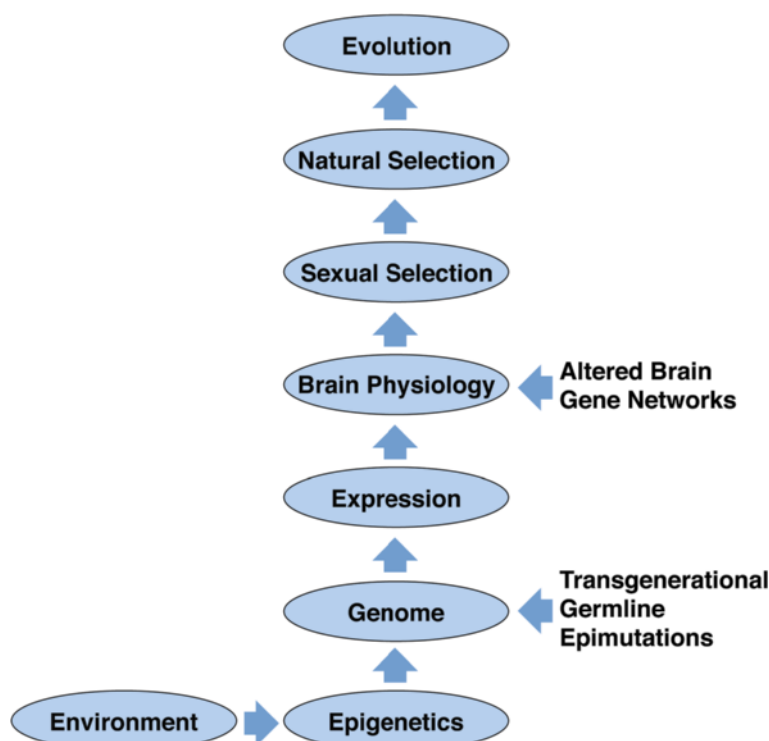 Evolution
Natural Selection
Sexual Selection
Brain Physiology
Altered Brain
Gene Networks
Expression
Genome
Transgenerational
Germline
Epimutations
Environment
Epigenetics